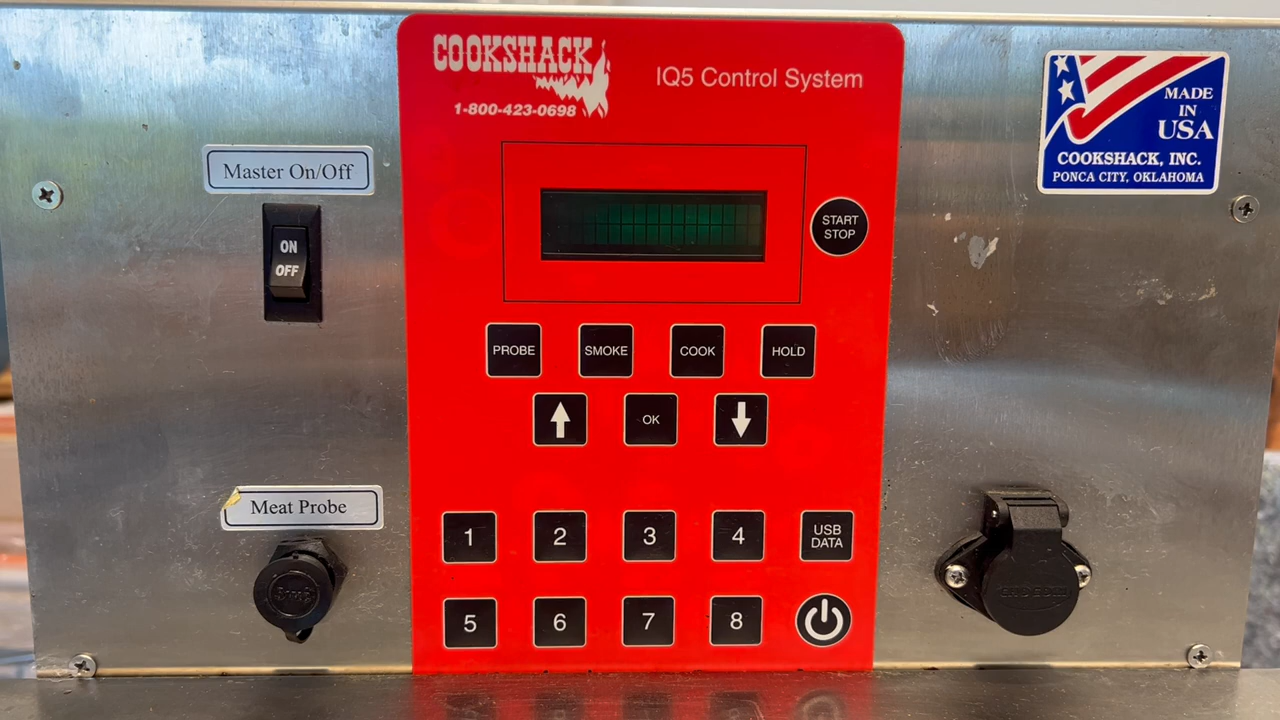 COOKSHACK
1-800-423-0698
IQ5 Control System
MADE
IN
USA
COOKSHACK, INC.
PONCA CITY, OKLAHOMA
Master On/Off
ON
OFF
START
STOP
PROBE
SMOKE
COOK
HOLD
OK
Meat Probe
1
2
3
4
USB
DATA
5
6
7
8